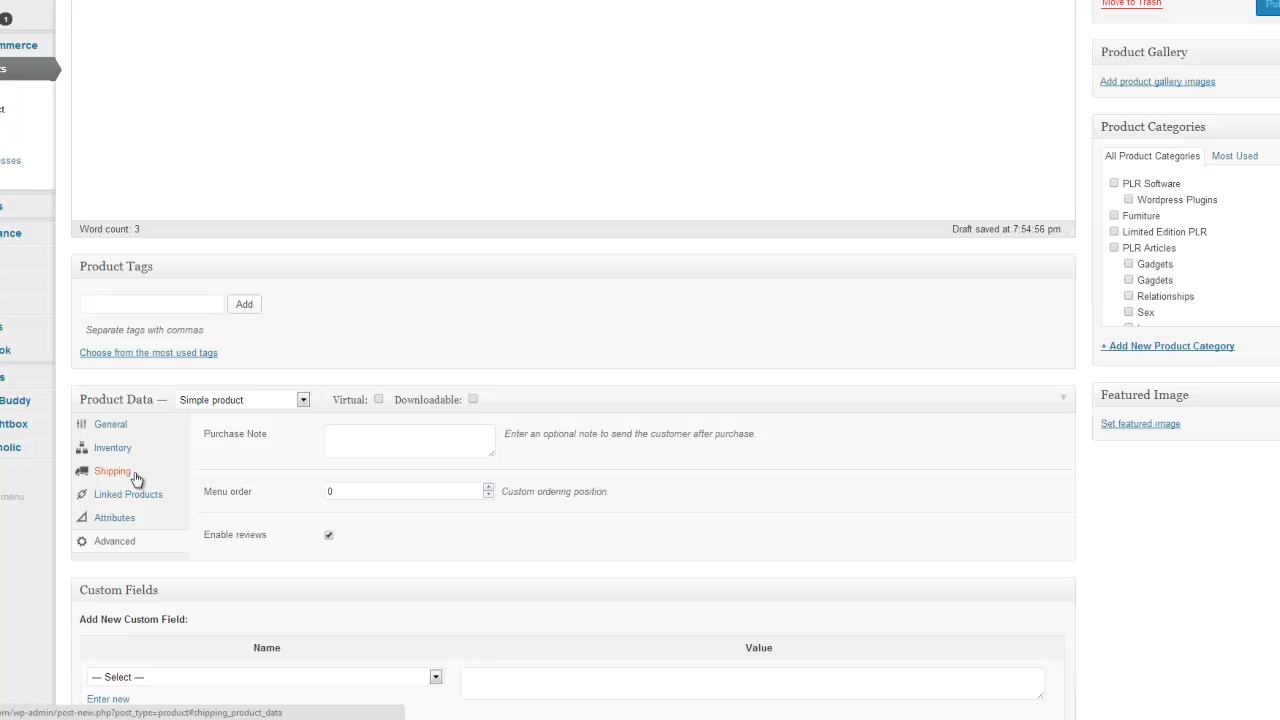 1
mmerce
ts
ct
sses
s
ance
s
ok
s
Buddy
htbox
holic
menu
Word count: 3
Draft saved at 7:54:56 pm.
Product Tags
Add
Separate tags with commas
Choose from the most used tags
Product Data — Simple product Virtual: Downloadable:
General
Inventory
Shipping
Linked Products
Attributes
Advanced
Purchase Note
Enter an optional note to send the customer after purchase.
Menu order 0 Custom ordering position.
Enable reviews
Custom Fields
Add New Custom Field:
Name Value
— Select —
Enter new
om/wp-admin/post-new.php?post_type=product#shipping_product_data
Move to Trash
Pu
Product Gallery
Add product gallery images
Product Categories
All Product Categories Most Used
PLR Software
Wordpress Plugins
Furniture
Limited Edition PLR
PLR Articles
Gadgets
Gagdets
Relationships
Sex
+ Add New Product Category
Featured Image
Set featured image